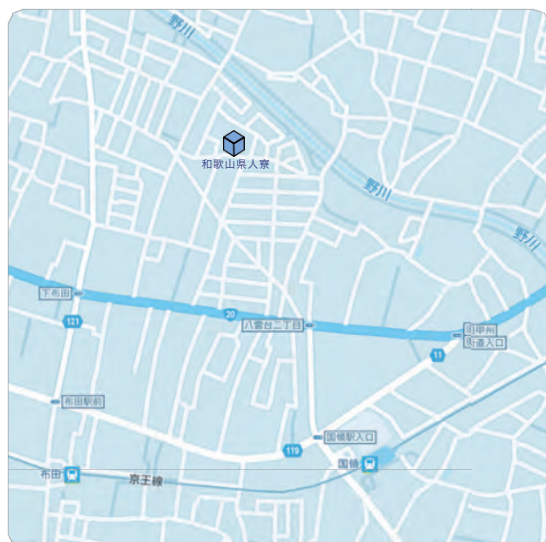 野川
和歌山県人寮
野川
野川
下布田
20
121
八雲台二丁目
旧甲州
街道入口
11
布田駅前
国領駅入口
119
国領
布田
京王線